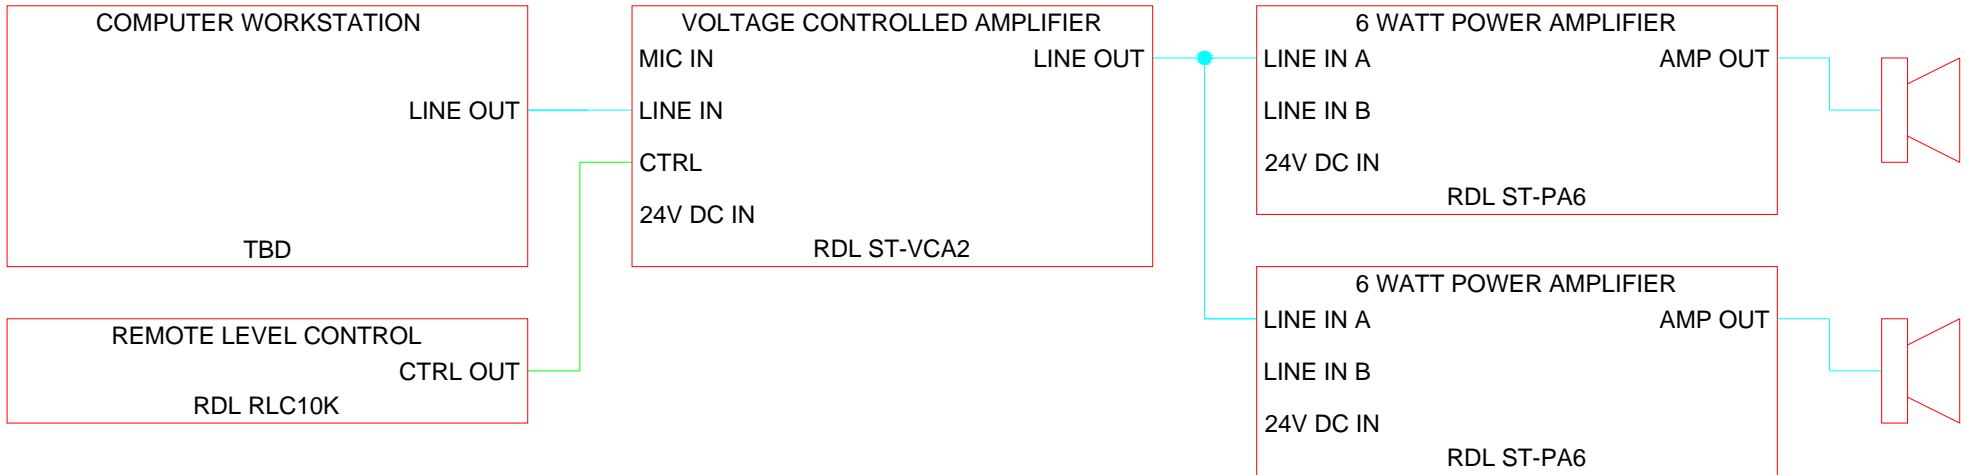 COMPUTER WORKSTATION
LINE OUT
TBD
REMOTE LEVEL CONTROL
CTRL OUT
RDL RLC10K
VOLTAGE CONTROLLED AMPLIFIER
MIC IN
LINE OUT
LINE IN
CTRL
24V DC IN
RDL ST-VCA2
6 WATT POWER AMPLIFIER
LINE IN A
AMP OUT
LINE IN B
24V DC IN
RDL ST-PA6
6 WATT POWER AMPLIFIER
LINE IN A
AMP OUT
LINE IN B
24V DC IN
RDL ST-PA6